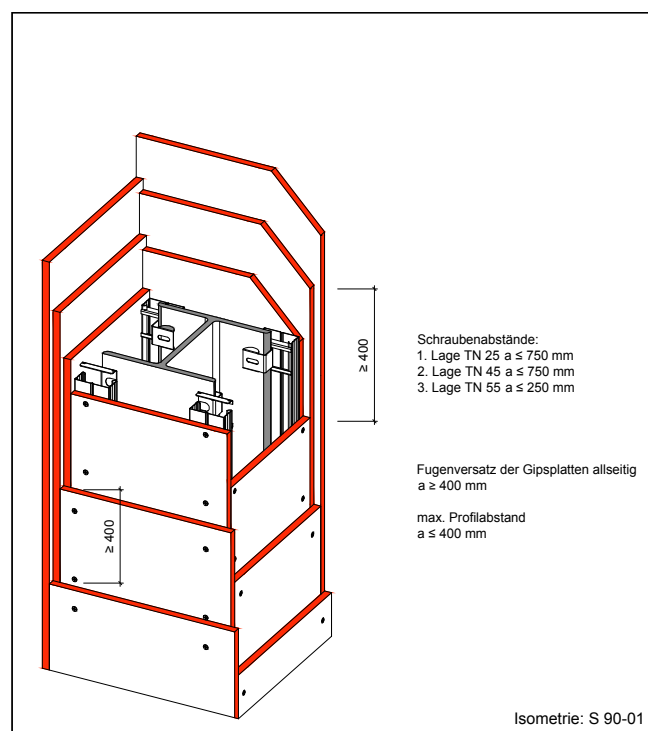 ≥ 400
Schraubenabstände:
1. Lage TN 25 a ≤ 750 mm
2. Lage TN 45 a ≤ 750 mm
3. Lage TN 55 a ≤ 250 mm
Fugenversatz der Gipsplatten allseitig
a ≥ 400 mm
max. Profilabstand
a ≤ 400 mm
≥ 400
Isometrie: S 90-01